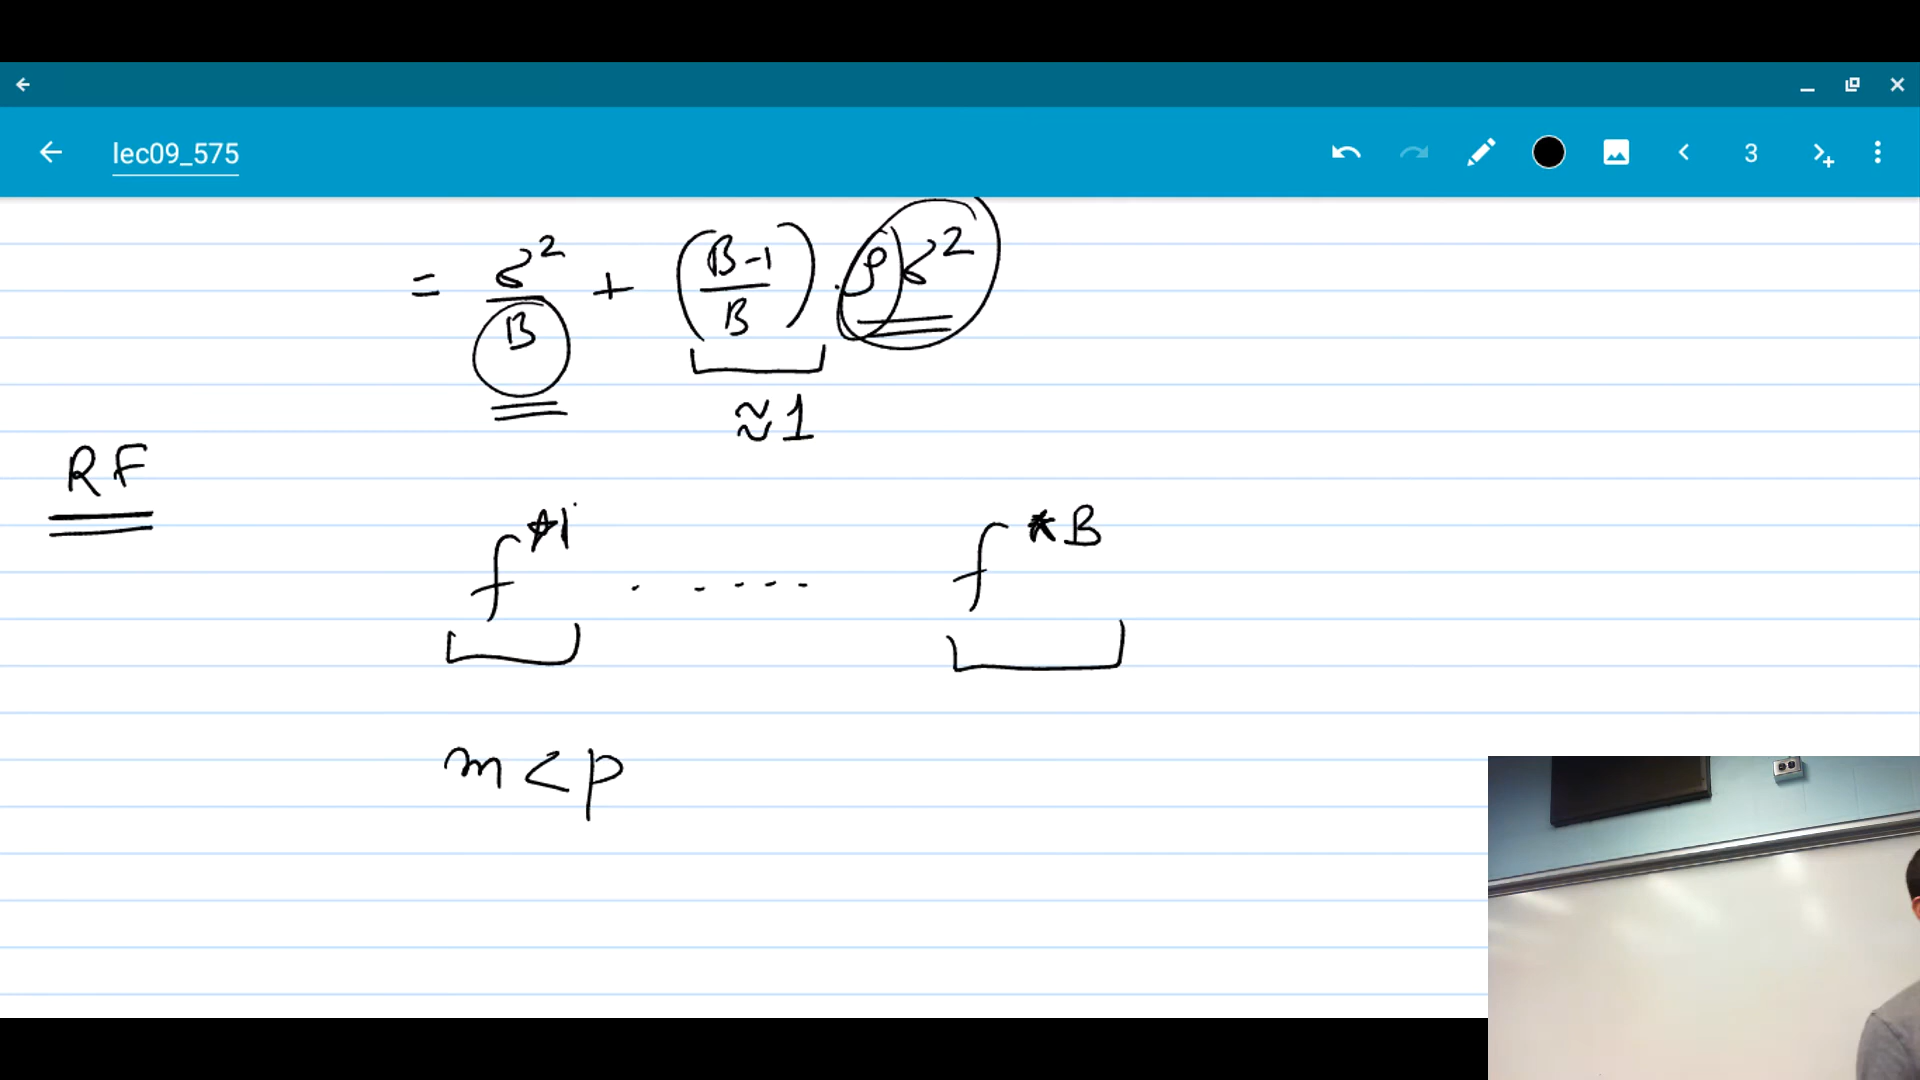 lec09_575
3
= σ²/B + ((B-1)/B) · ρσ²
≈ 1
RF
f*1 . . . . . . f*B
m < p